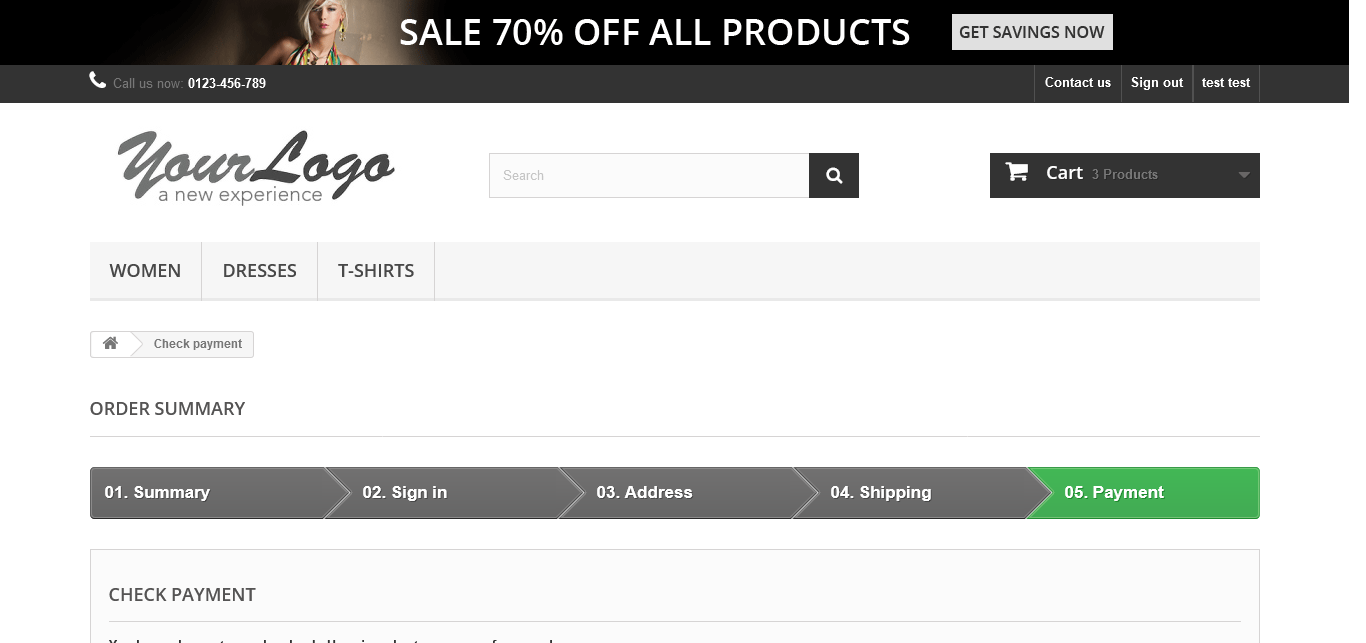 SALE 70% OFF ALL PRODUCTS
GET SAVINGS NOW
Call us now: 0123-456-789
Contact us
Sign out
test test
Your Logo
a new experience
Search
Cart 3 Products
WOMEN
DRESSES
T-SHIRTS
Check payment
ORDER SUMMARY
01. Summary
02. Sign in
03. Address
04. Shipping
05. Payment
CHECK PAYMENT